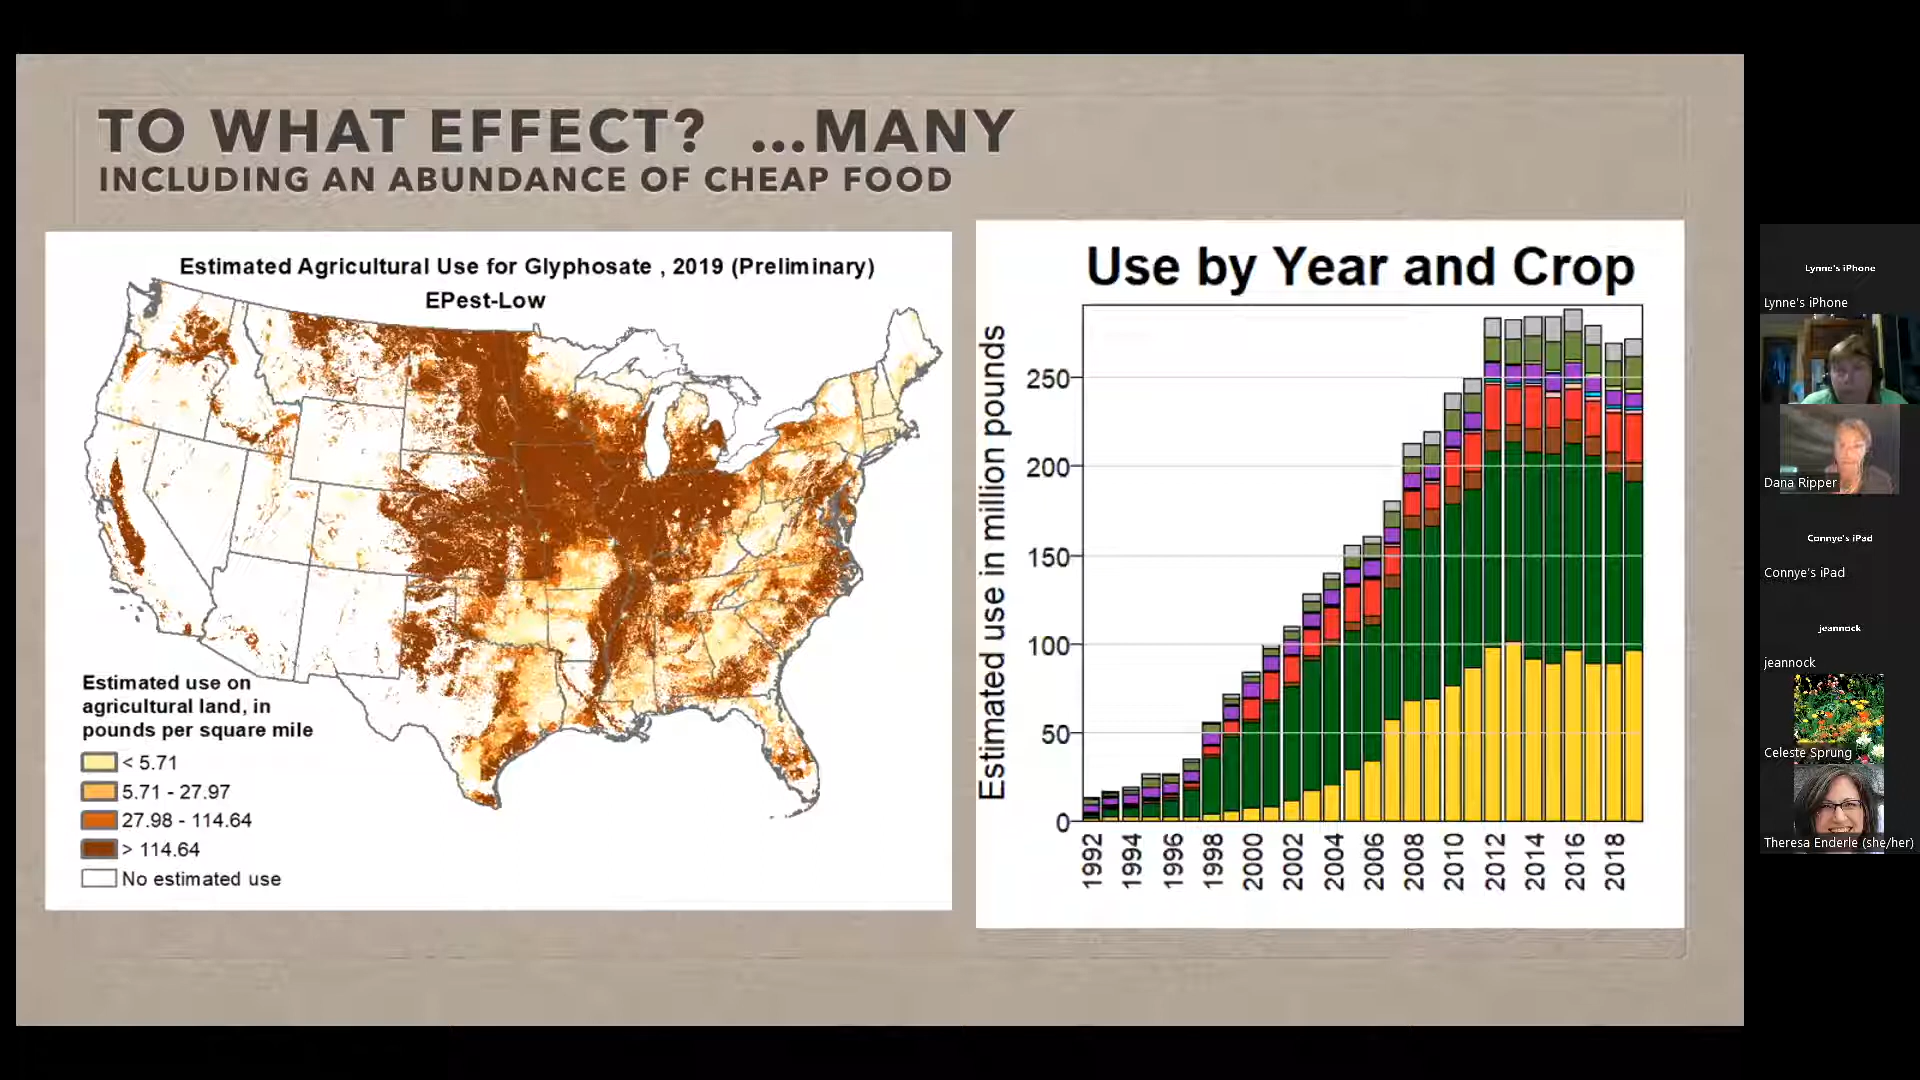 TO WHAT EFFECT? ...MANY
INCLUDING AN ABUNDANCE OF CHEAP FOOD
Estimated Agricultural Use for Glyphosate , 2019 (Preliminary)
EPest-Low
Estimated use on
agricultural land, in
pounds per square mile
< 5.71
5.71 - 27.97
27.98 - 114.64
> 114.64
No estimated use
Use by Year and Crop
Estimated use in million pounds
250
200
150
100
50
0
1992
1994
1996
1998
2000
2002
2004
2006
2008
2010
2012
2014
2016
2018
Lynne's iPhone
Lynne's iPhone
Dana Ripper
Connye's iPad
Connye's iPad
jeannock
jeannock
Celeste Sprung
Theresa Enderle (she/her)